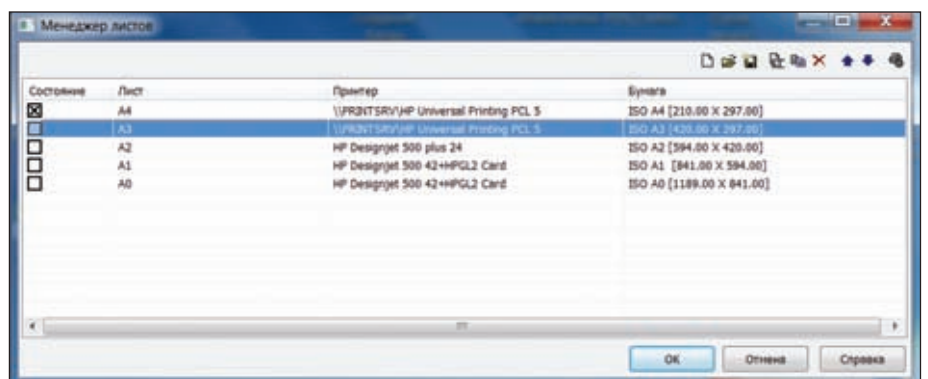 Менеджер листов
Состояние Лист Принтер Бумага
A4 \\PRINTSRV\HP Universal Printing PCL 5 ISO A4 [210.00 X 297.00]
A3 \\PRINTSRV\HP Universal Printing PCL 5 ISO A3 [420.00 X 297.00]
A2 HP Designjet 500 plus 24 ISO A2 [594.00 X 420.00]
A1 HP Designjet 500 42+HPGL2 Card ISO A1 [841.00 X 594.00]
A0 HP Designjet 500 42+HPGL2 Card ISO A0 [1189.00 X 841.00]
OK Отмена Справка